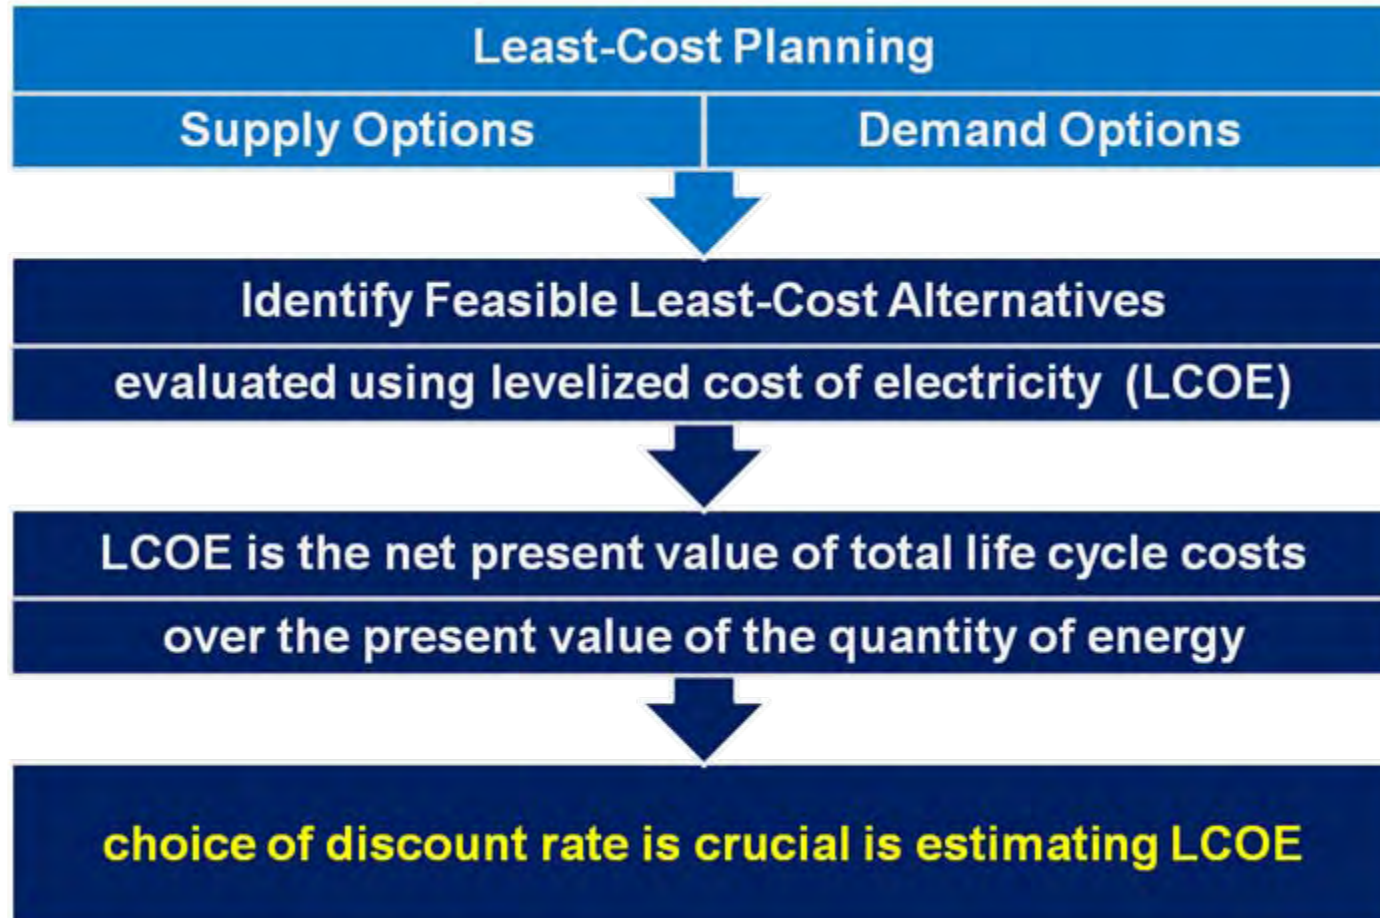 Least-Cost Planning
Supply Options
Demand Options
Identify Feasible Least-Cost Alternatives
evaluated using levelized cost of electricity (LCOE)
LCOE is the net present value of total life cycle costs
over the present value of the quantity of energy
choice of discount rate is crucial is estimating LCOE